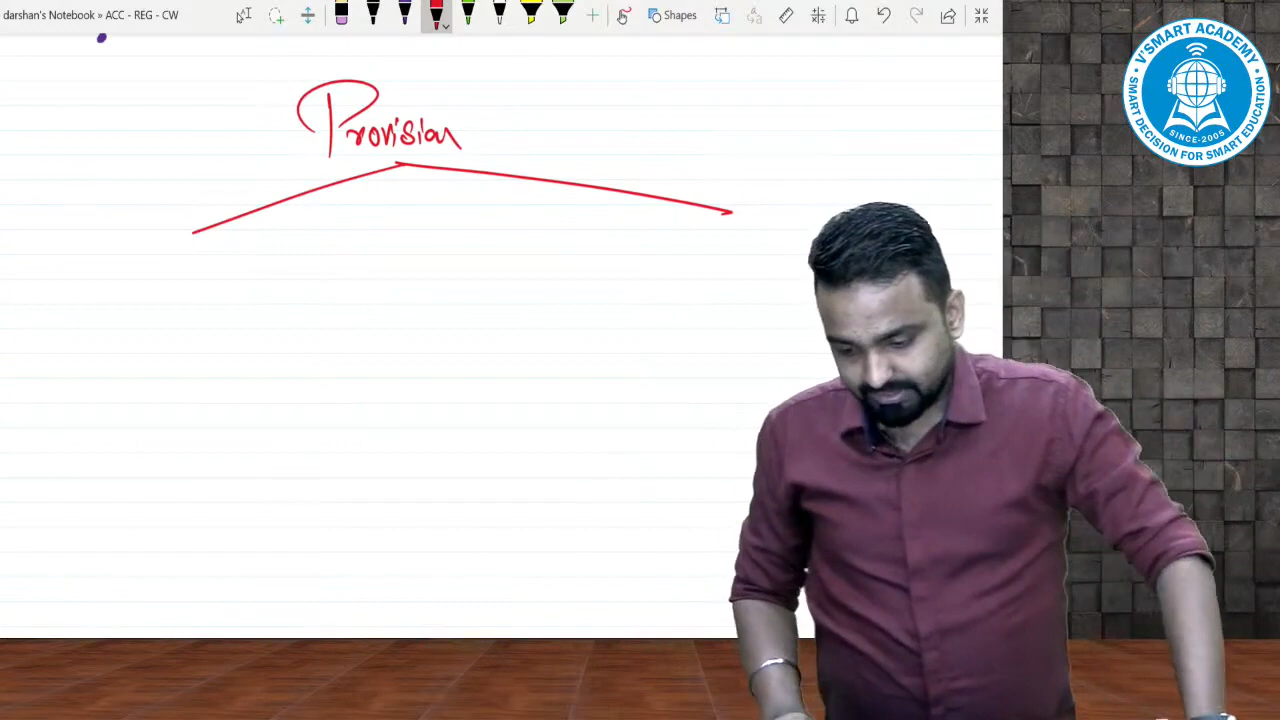 darshan's Notebook » ACC - REG - CW
Shapes
Provision
V'SMART ACADEMY
SINCE-2005
SMART DECISION FOR SMART EDUCATION